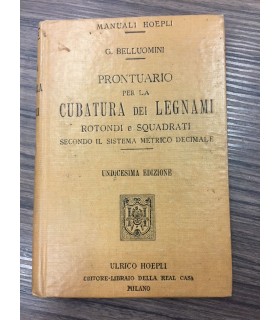 MANUALI HOEPLI
G. BELLUOMINI
PRONTUARIO
PER LA
CUBATURA DEI LEGNAMI
ROTONDI e SQUADRATI
SECONDO IL SISTEMA METRICO DECIMALE
UNDICESIMA EDIZIONE
ULRICO HOEPLI
EDITORE-LIBRAIO DELLA REAL CASA
MILANO